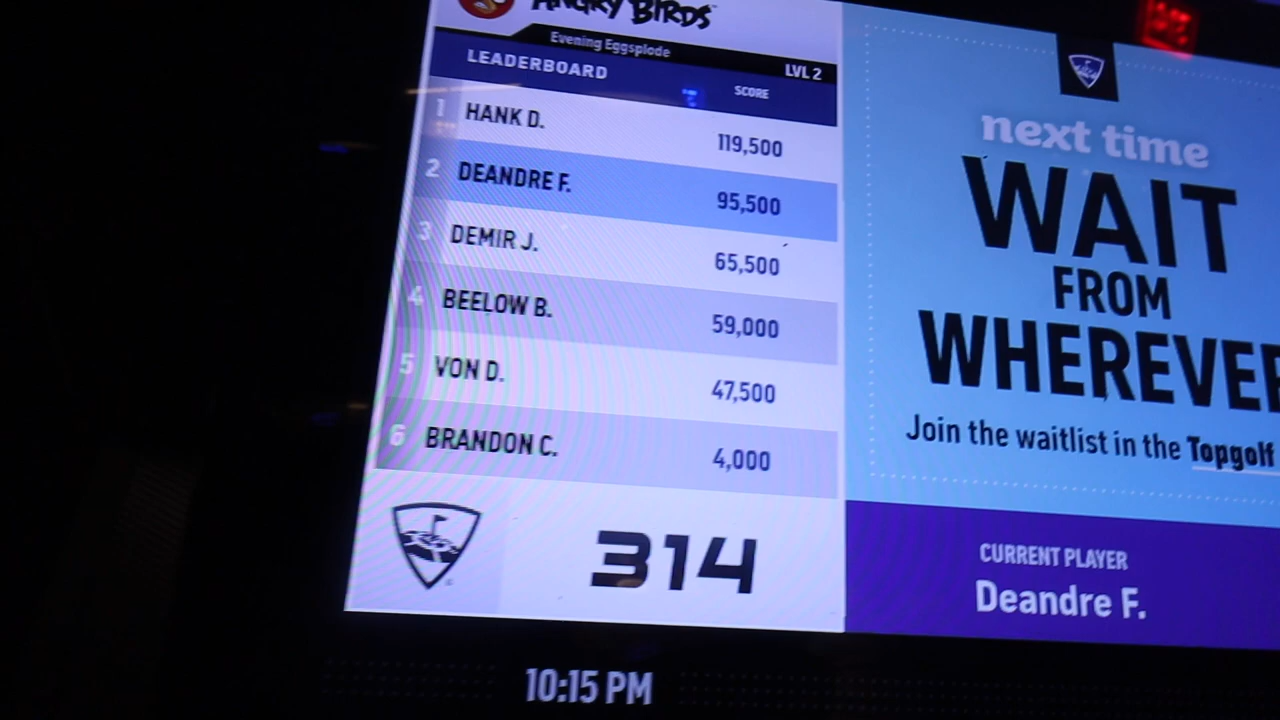 ANGRY BIRDS
Evening Eggsplode
LEADERBOARD
LVL 2
SCORE
1 HANK D. 119,500
2 DEANDRE F. 95,500
3 DEMIR J. 65,500
4 BEELOW B. 59,000
5 VON D. 47,500
6 BRANDON C. 4,000
314
10:15 PM
next time
WAIT
FROM
WHEREVE
Join the waitlist in the Topgolf
CURRENT PLAYER
Deandre F.